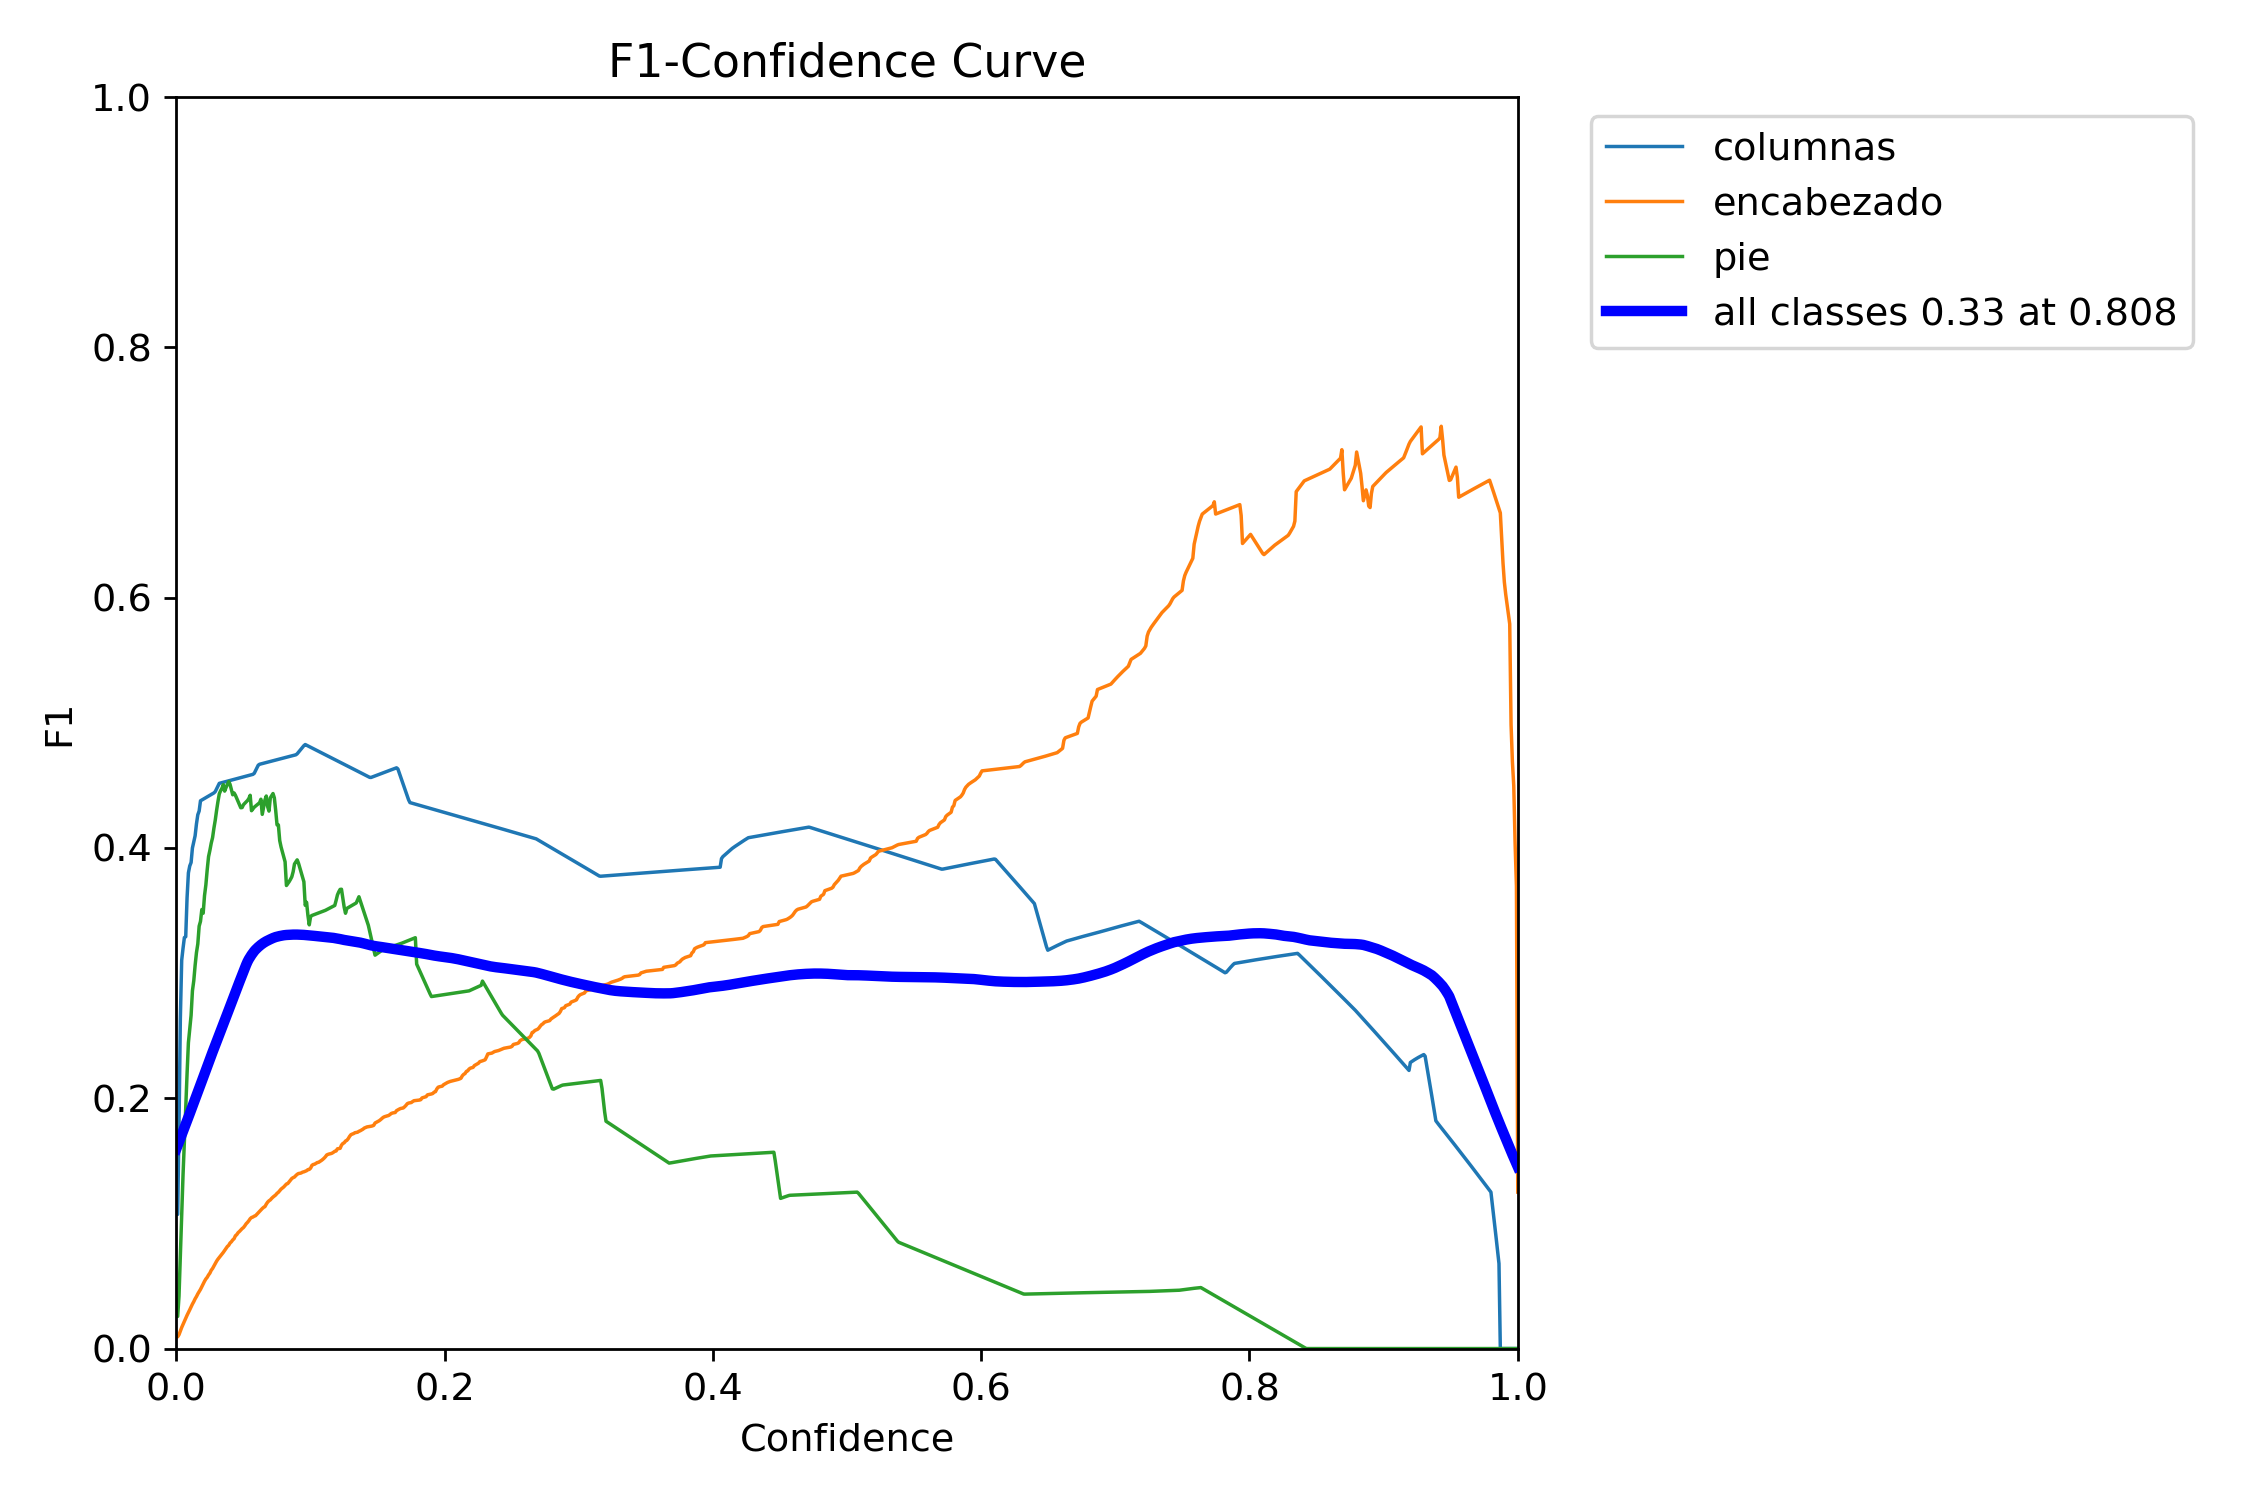 F1-Confidence Curve
1.0
0.8
0.6
0.4
0.2
0.0
F1
0.0 0.2 0.4 0.6 0.8 1.0
Confidence
columnas
encabezado
pie
all classes 0.33 at 0.808